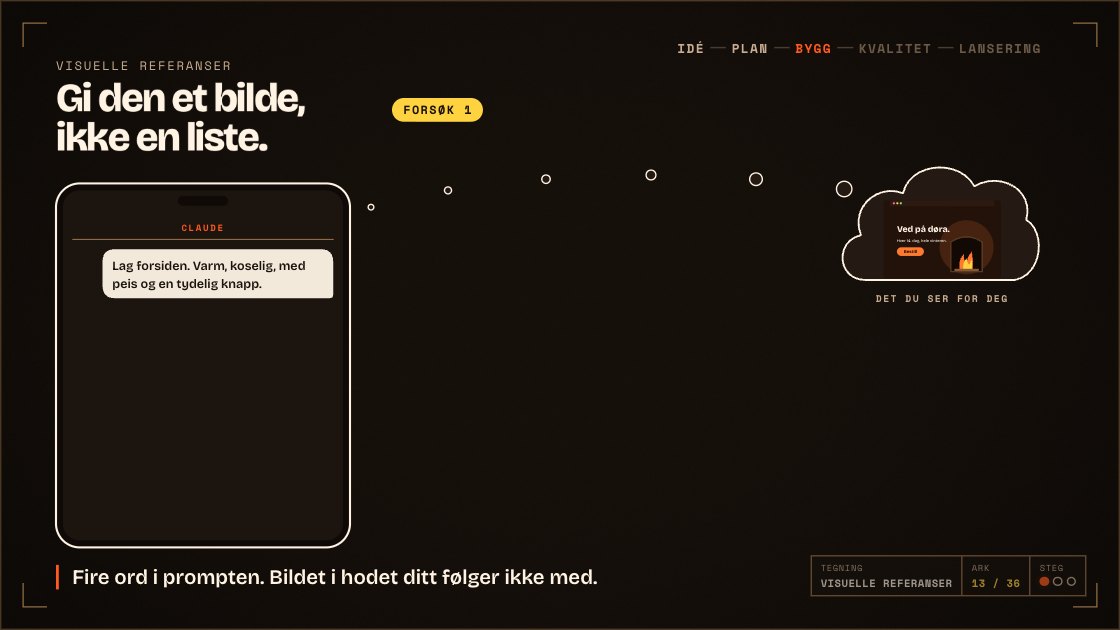 IDÉ — PLAN — BYGG — KVALITET — LANSERING
VISUELLE REFERANSER
Gi den et bilde,
ikke en liste.
FORSØK 1
CLAUDE
Lag forsiden. Varm, koselig, med
peis og en tydelig knapp.
Ved på døra.
Bestill
DET DU SER FOR DEG
Fire ord i prompten. Bildet i hodet ditt følger ikke med.
TEGNING
VISUELLE REFERANSER
ARK
13 / 36
STEG